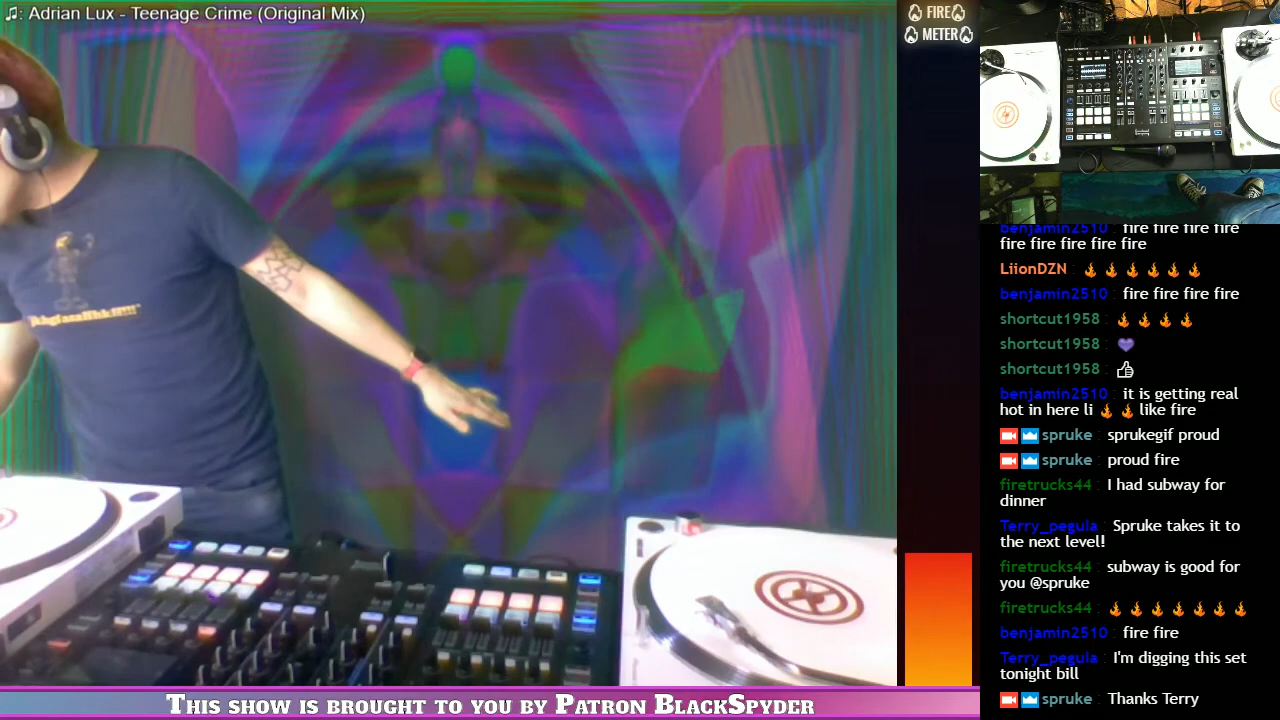 ♫: Adrian Lux - Teenage Crime (Original Mix)
FIRE
METER
benjamin2510 : fire fire fire fire
fire fire fire fire fire
LiionDZN : 🔥 🔥 🔥 🔥 🔥 🔥
benjamin2510 : fire fire fire fire
shortcut1958 : 🔥 🔥 🔥 🔥
shortcut1958 : 💜
shortcut1958 : 👍
benjamin2510 : it is getting real
hot in here li 🔥 🔥 like fire
spruke : sprukegif proud
spruke : proud fire
firetrucks44 : I had subway for
dinner
Terry_pegula : Spruke takes it to
the next level!
firetrucks44 : subway is good for
you @spruke
firetrucks44 : 🔥 🔥 🔥 🔥 🔥 🔥 🔥
benjamin2510 : fire fire
Terry_pegula : I'm digging this set
tonight bill
spruke : Thanks Terry
This show is brought to you by Patron BlackSpyder